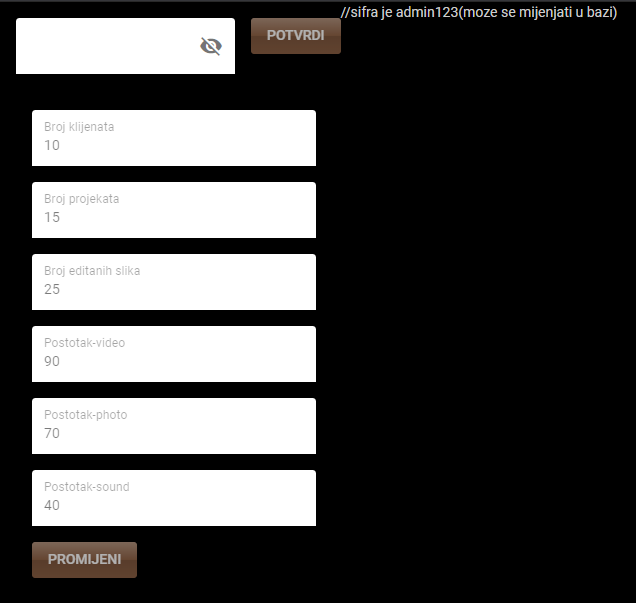 //sifra je admin123(moze se mijenjati u bazi)
POTVRDI
Broj klijenata
10
Broj projekata
15
Broj editanih slika
25
Postotak-video
90
Postotak-photo
70
Postotak-sound
40
PROMIJENI